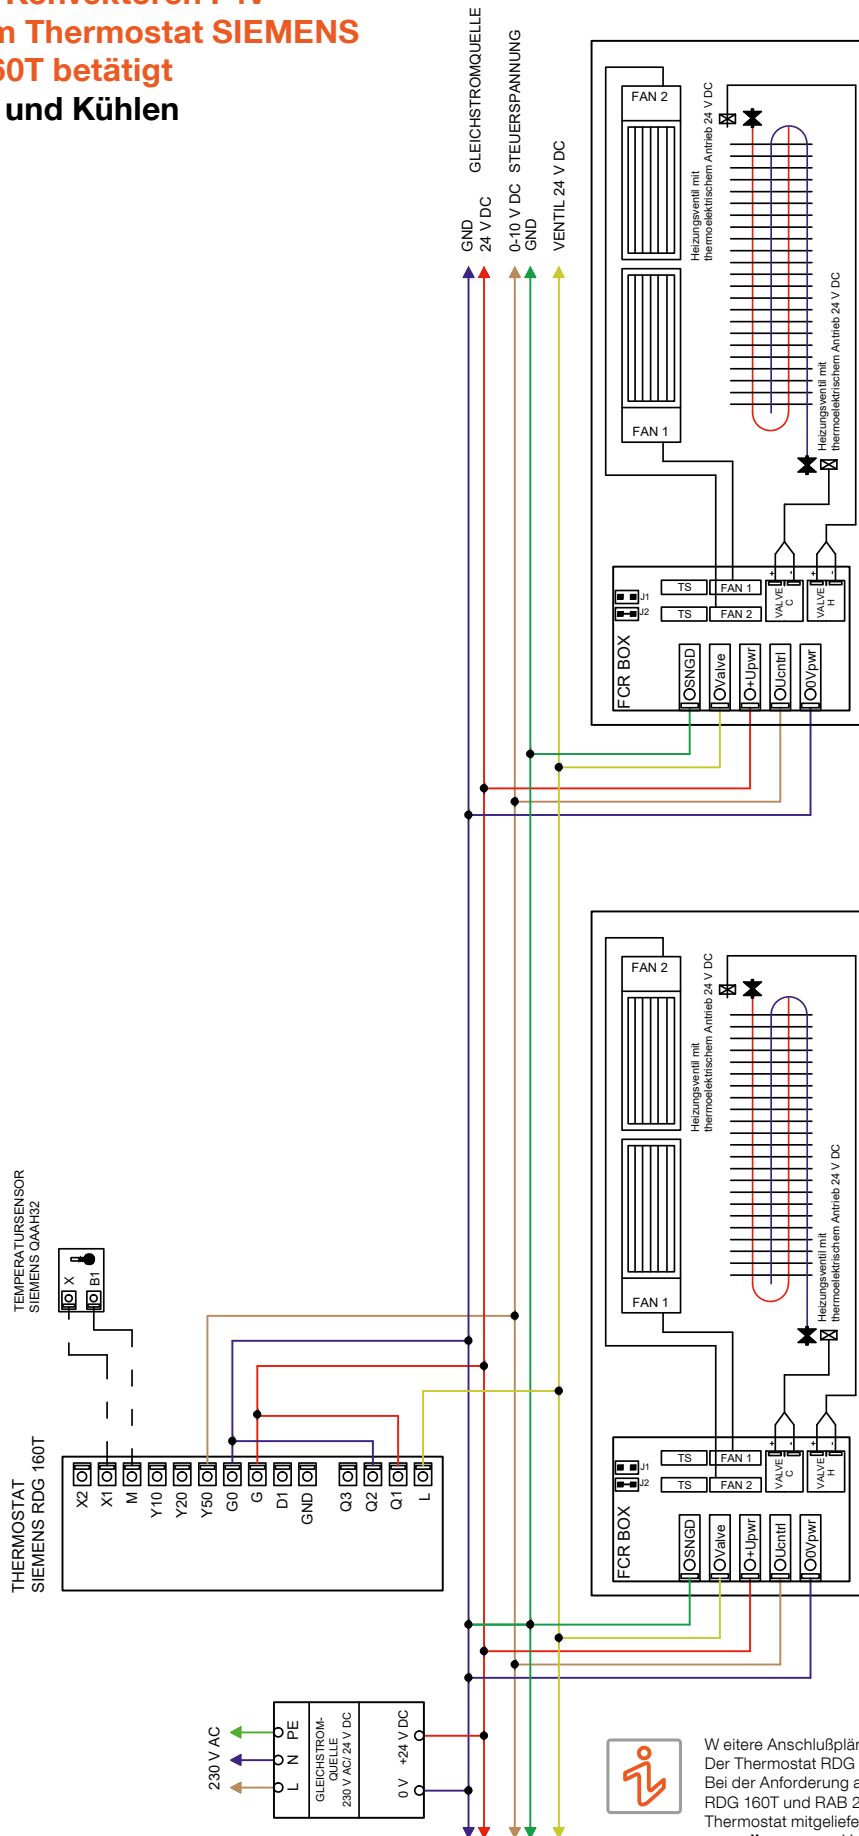 Konvektoren F4V
n Thermostat SIEMENS
60T betätigt
und Kühlen
GND
24 V DC
GLEICHSTROMQUELLE
0-10 V DC STEUERSPANNUNG
GND
VENTIL 24 V DC
FAN 2
FAN 1
Heizungsventil mit
thermoelektrischem Antrieb 24 V DC
Heizungsventil mit
thermoelektrischem Antrieb 24 V DC
FCR BOX
J1
J2
TS
FAN 1
TS
FAN 2
+ -
VALVE
C
+ -
VALVE
H
SNGD
Valve
+Upwr
Ucntrl
0Vpwr
FAN 2
FAN 1
Heizungsventil mit
thermoelektrischem Antrieb 24 V DC
Heizungsventil mit
thermoelektrischem Antrieb 24 V DC
FCR BOX
J1
J2
TS
FAN 1
TS
FAN 2
+ -
VALVE
C
+ -
VALVE
H
SNGD
Valve
+Upwr
Ucntrl
0Vpwr
TEMPERATURSENSOR
SIEMENS QAAH32
X
B1
THERMOSTAT
SIEMENS RDG 160T
X2
X1
M
Y10
Y20
Y50
G0
G
D1
GND
Q3
Q2
Q1
L
230 V AC
L
N
PE
GLEICHSTROM-
QUELLE
230 V AC/ 24 V DC
0 V
+24 V DC
W eitere Anschlußplän
Der Thermostat RDG
Bei der Anforderung a
RDG 160T und RAB 2
Thermostat mitgeliefe